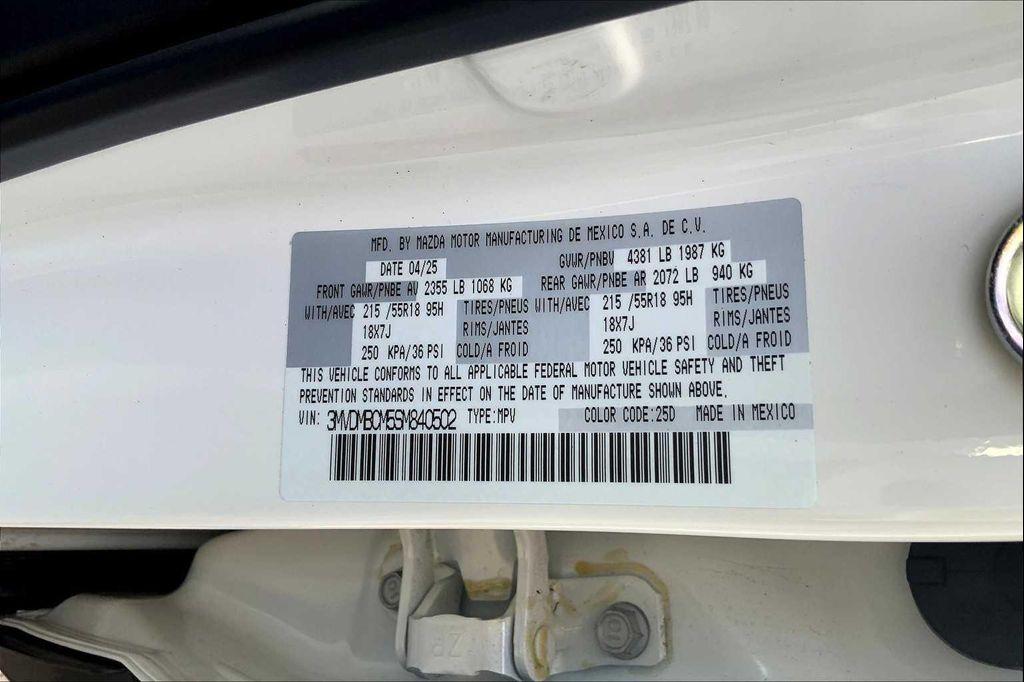 MFD. BY MAZDA MOTOR MANUFACTURING DE MEXICO S.A. DE C.V.
DATE 04/25 GVWR/PNBV 4381 LB 1987 KG
FRONT GAWR/PNBE AV 2355 LB 1068 KG REAR GAWR/PNBE AR 2072 LB 940 KG
WITH/AVEC 215 /55R18 95H TIRES/PNEUS WITH/AVEC 215 /55R18 95H TIRES/PNEUS
18X7J RIMS/JANTES 18X7J RIMS/JANTES
250 KPA/36 PSI COLD/A FROID 250 KPA/36 PSI COLD/A FROID
THIS VEHICLE CONFORMS TO ALL APPLICABLE FEDERAL MOTOR VEHICLE SAFETY AND THEFT
PREVENTION STANDARDS IN EFFECT ON THE DATE OF MANUFACTURE SHOWN ABOVE.
VIN: 3MVDMBCM5SM840502 TYPE:MPV COLOR CODE:25D MADE IN MEXICO